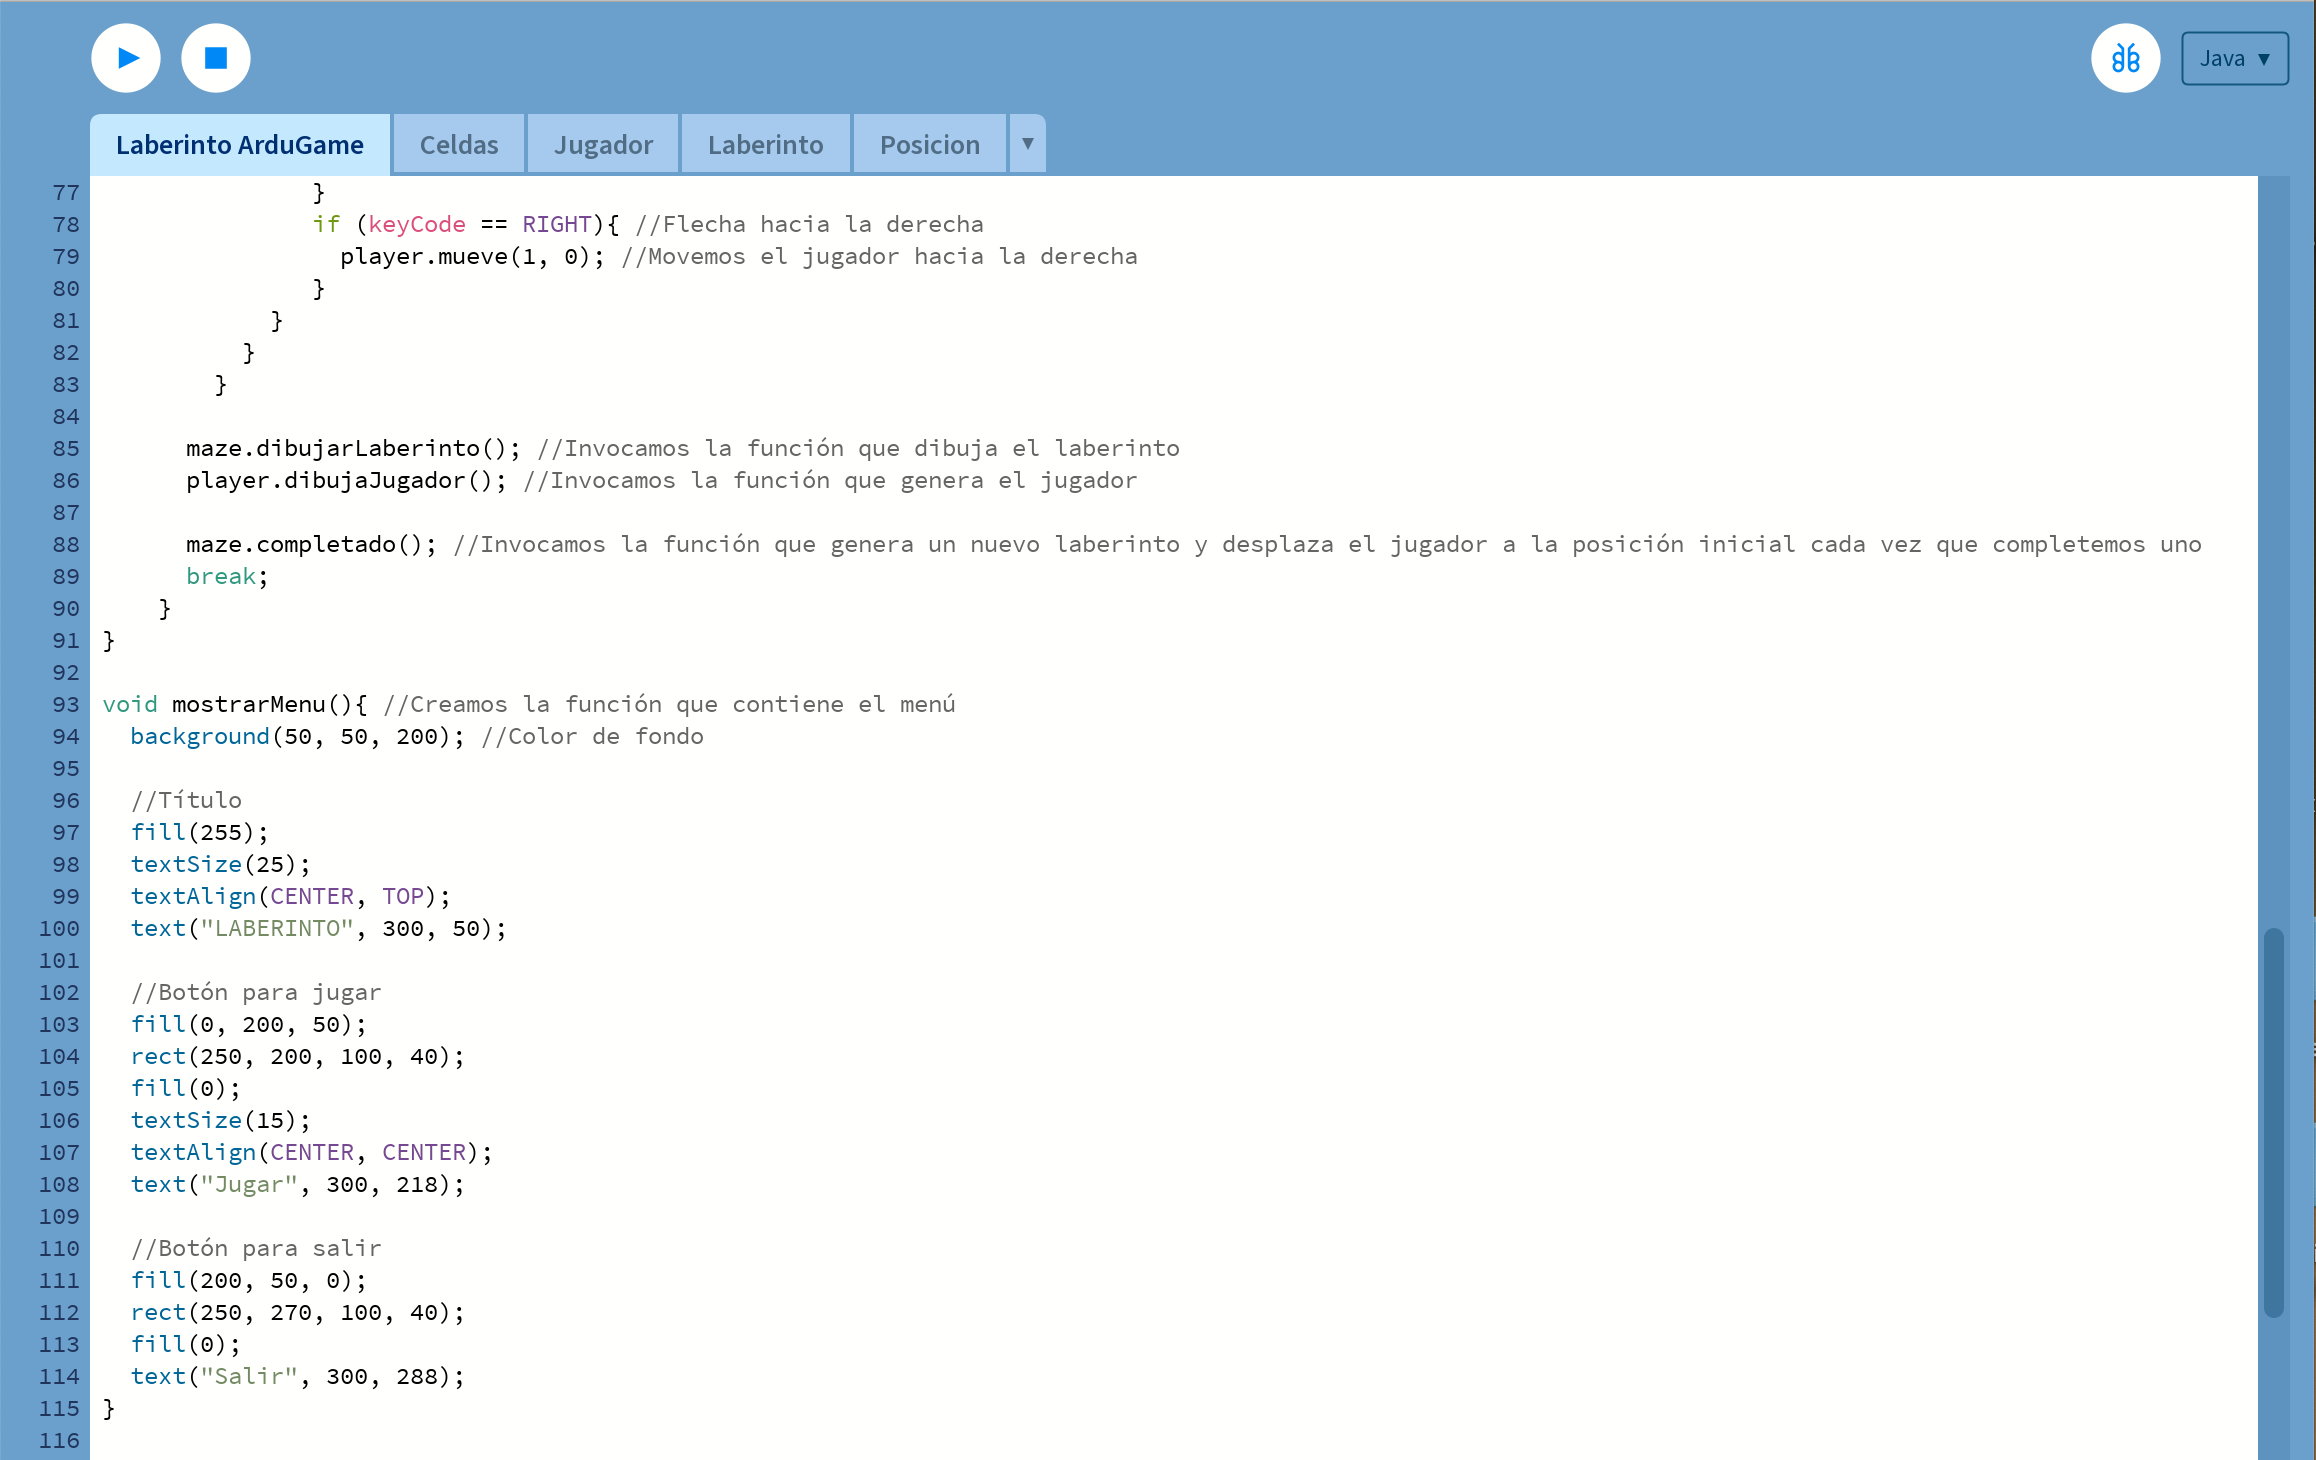 Java ▼
Laberinto ArduGame Celdas Jugador Laberinto Posicion ▼
77 }
78 if (keyCode == RIGHT){ //Flecha hacia la derecha
79 player.mueve(1, 0); //Movemos el jugador hacia la derecha
80 }
81 }
82 }
83 }
84
85 maze.dibujarLaberinto(); //Invocamos la función que dibuja el laberinto
86 player.dibujaJugador(); //Invocamos la función que genera el jugador
87
88 maze.completado(); //Invocamos la función que genera un nuevo laberinto y desplaza el jugador a la posición inicial cada vez que completemos uno
89 break;
90 }
91 }
92
93 void mostrarMenu(){ //Creamos la función que contiene el menú
94 background(50, 50, 200); //Color de fondo
95
96 //Título
97 fill(255);
98 textSize(25);
99 textAlign(CENTER, TOP);
100 text("LABERINTO", 300, 50);
101
102 //Botón para jugar
103 fill(0, 200, 50);
104 rect(250, 200, 100, 40);
105 fill(0);
106 textSize(15);
107 textAlign(CENTER, CENTER);
108 text("Jugar", 300, 218);
109
110 //Botón para salir
111 fill(200, 50, 0);
112 rect(250, 270, 100, 40);
113 fill(0);
114 text("Salir", 300, 288);
115 }
116